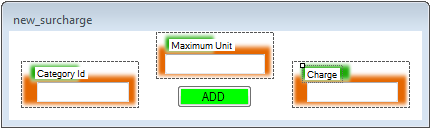 new_surcharge
Maximum Unit
Category Id
Charge
ADD